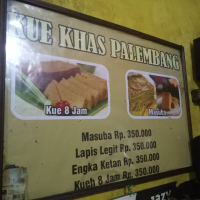 KUE KHAS PALEMBANG
Kue 8 Jam
Masuba
Masuba Rp. 350.000
Lapis Legit Rp. 350.000
Engka Ketan Rp. 350.000
Kueh 8 Jam Rp. 350.000